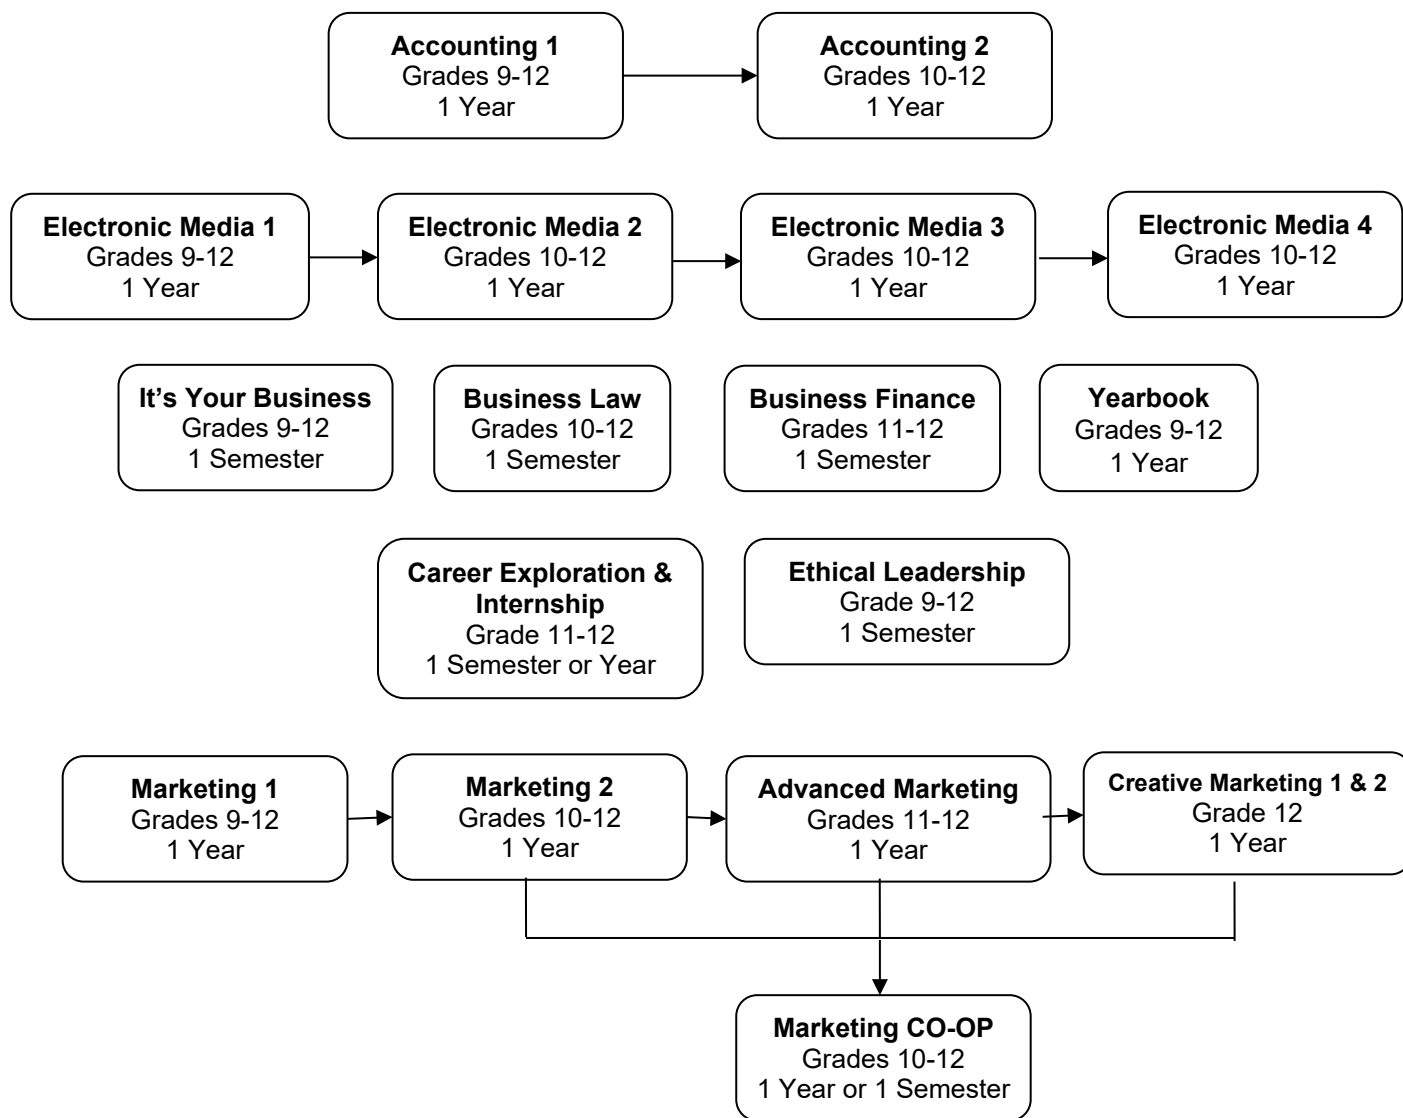 Accounting 1
Grades 9-12
1 Year
Accounting 2
Grades 10-12
1 Year
Electronic Media 1
Grades 9-12
1 Year
Electronic Media 2
Grades 10-12
1 Year
Electronic Media 3
Grades 10-12
1 Year
Electronic Media 4
Grades 10-12
1 Year
It’s Your Business
Grades 9-12
1 Semester
Business Law
Grades 10-12
1 Semester
Business Finance
Grades 11-12
1 Semester
Yearbook
Grades 9-12
1 Year
Career Exploration &
Internship
Grade 11-12
1 Semester or Year
Ethical Leadership
Grade 9-12
1 Semester
Marketing 1
Grades 9-12
1 Year
Marketing 2
Grades 10-12
1 Year
Advanced Marketing
Grades 11-12
1 Year
Creative Marketing 1 & 2
Grade 12
1 Year
Marketing CO-OP
Grades 10-12
1 Year or 1 Semester